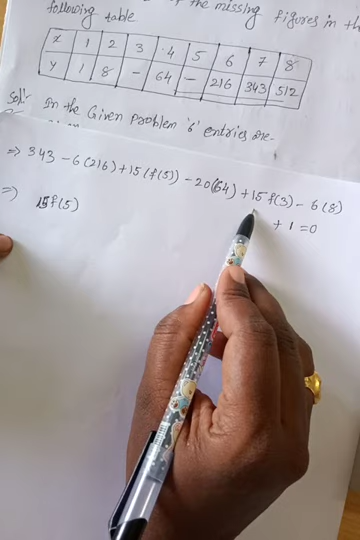 of the missing figures in the
following table
x 1 2 3 4 5 6 7 8
y 1 8 - 64 - 216 343 512
Sol:-
In the Given problem '6' entries are-
⇒ 343 - 6(216) + 15(f(5)) - 20(64) + 15 f(3) - 6(8)
+ 1 = 0
⇒ 15f(5)